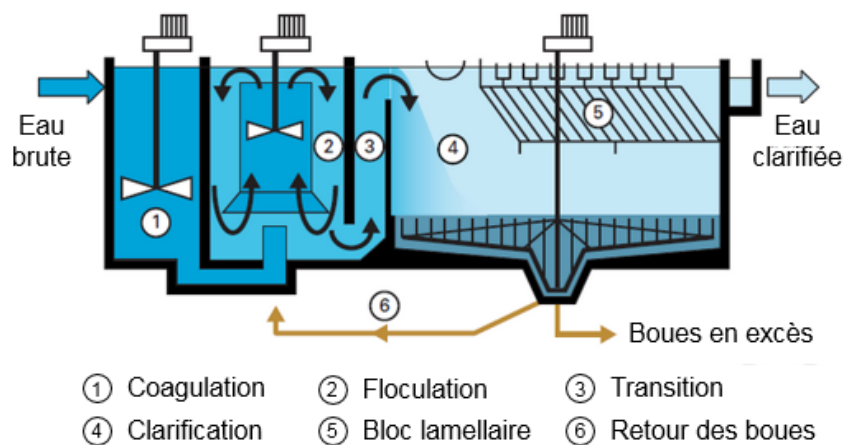 Eau
brute
Eau
clarifiée
1
2
3
4
5
6
Boues en excès
1 Coagulation 2 Floculation 3 Transition
4 Clarification 5 Bloc lamellaire 6 Retour des boues